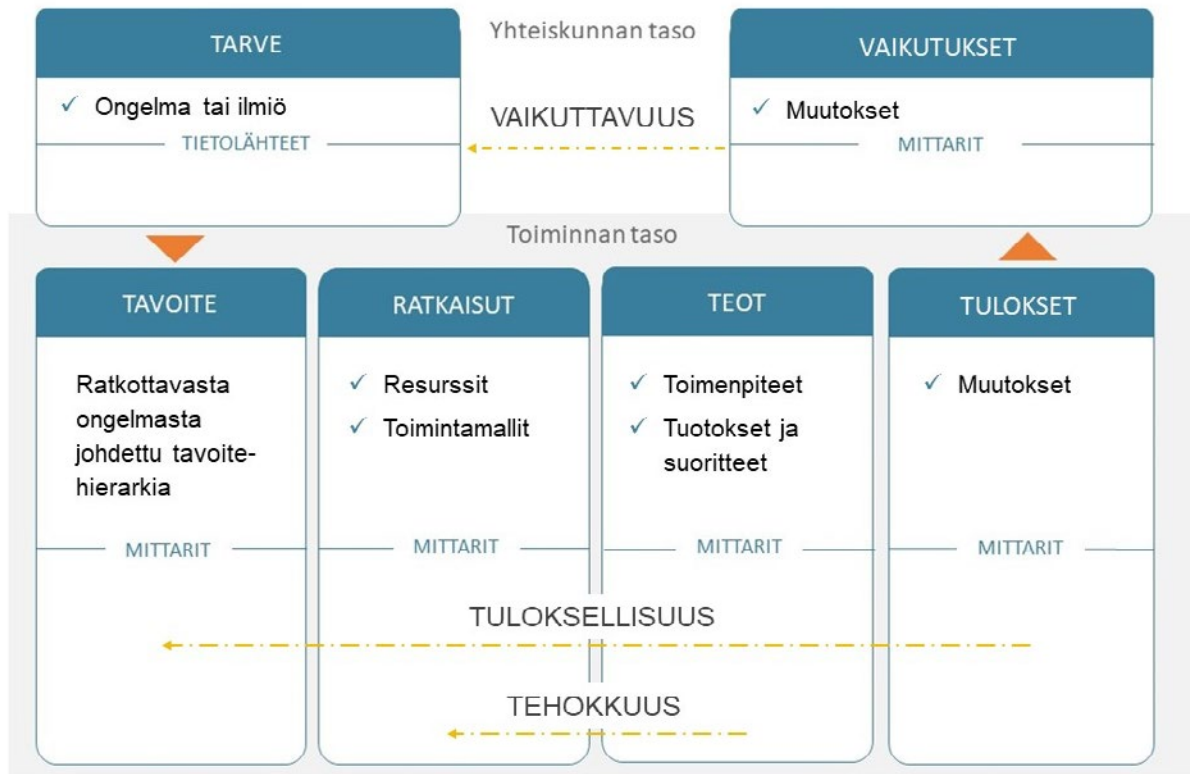 Yhteiskunnan taso
TARVE
✓ Ongelma tai ilmiö
TIETOLÄHTEET
VAIKUTTAVUUS
VAIKUTUKSET
✓ Muutokset
MITTARIT
Toiminnan taso
TAVOITE
Ratkottavasta
ongelmasta
johdettu tavoite-
hierarkia
MITTARIT
RATKAISUT
✓ Resurssit
✓ Toimintamallit
MITTARIT
TEOT
✓ Toimenpiteet
✓ Tuotokset ja
suoritteet
MITTARIT
TULOKSET
✓ Muutokset
MITTARIT
TULOKSELLISUUS
TEHOKKUUS